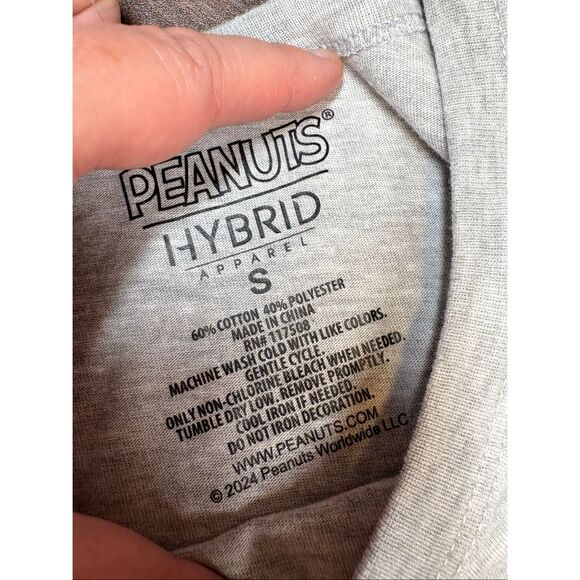 PEANUTS®
HYBRID
APPAREL
S
60% COTTON 40% POLYESTER
MADE IN CHINA
RN# 117508
MACHINE WASH COLD WITH LIKE COLORS.
GENTLE CYCLE.
ONLY NON-CHLORINE BLEACH WHEN NEEDED.
TUMBLE DRY LOW. REMOVE PROMPTLY.
COOL IRON IF NEEDED.
DO NOT IRON DECORATION.
WWW.PEANUTS.COM
© 2024 Peanuts Worldwide LLC